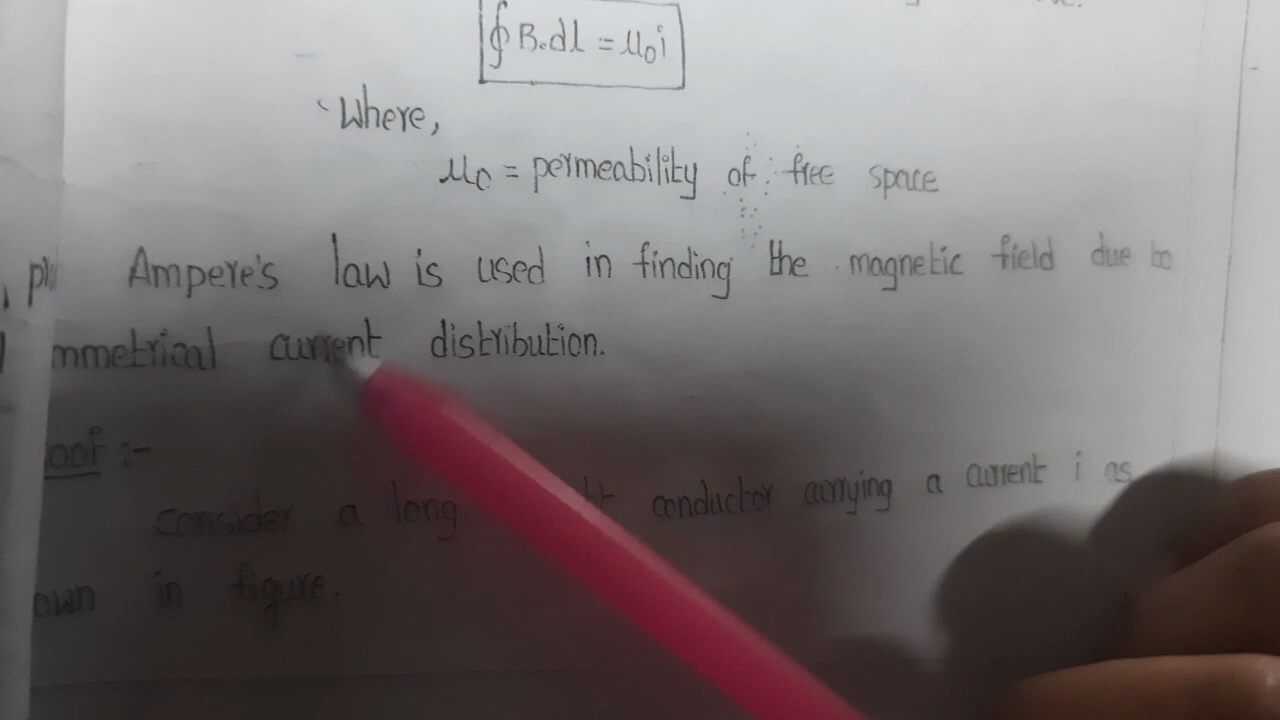 ∮ B.dl = μ₀i
Where,
μ₀ = permeability of free space
Ampere's law is used in finding the magnetic field due to
mmetrical current distribution.
oof :-
consider a long conductor carrying a current i as
own in figure.